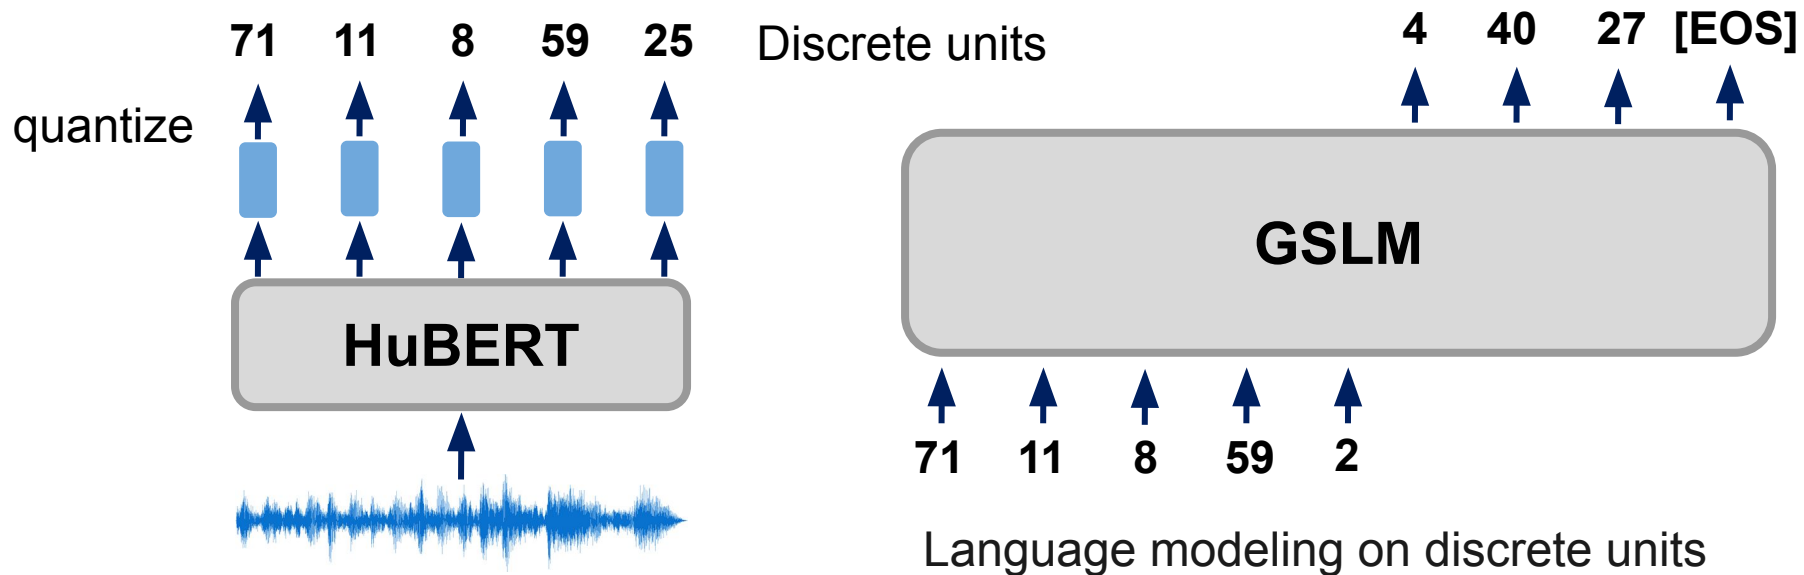 71 11 8 59 25 Discrete units
quantize
HuBERT
4 40 27 [EOS]
GSLM
71 11 8 59 2
Language modeling on discrete units